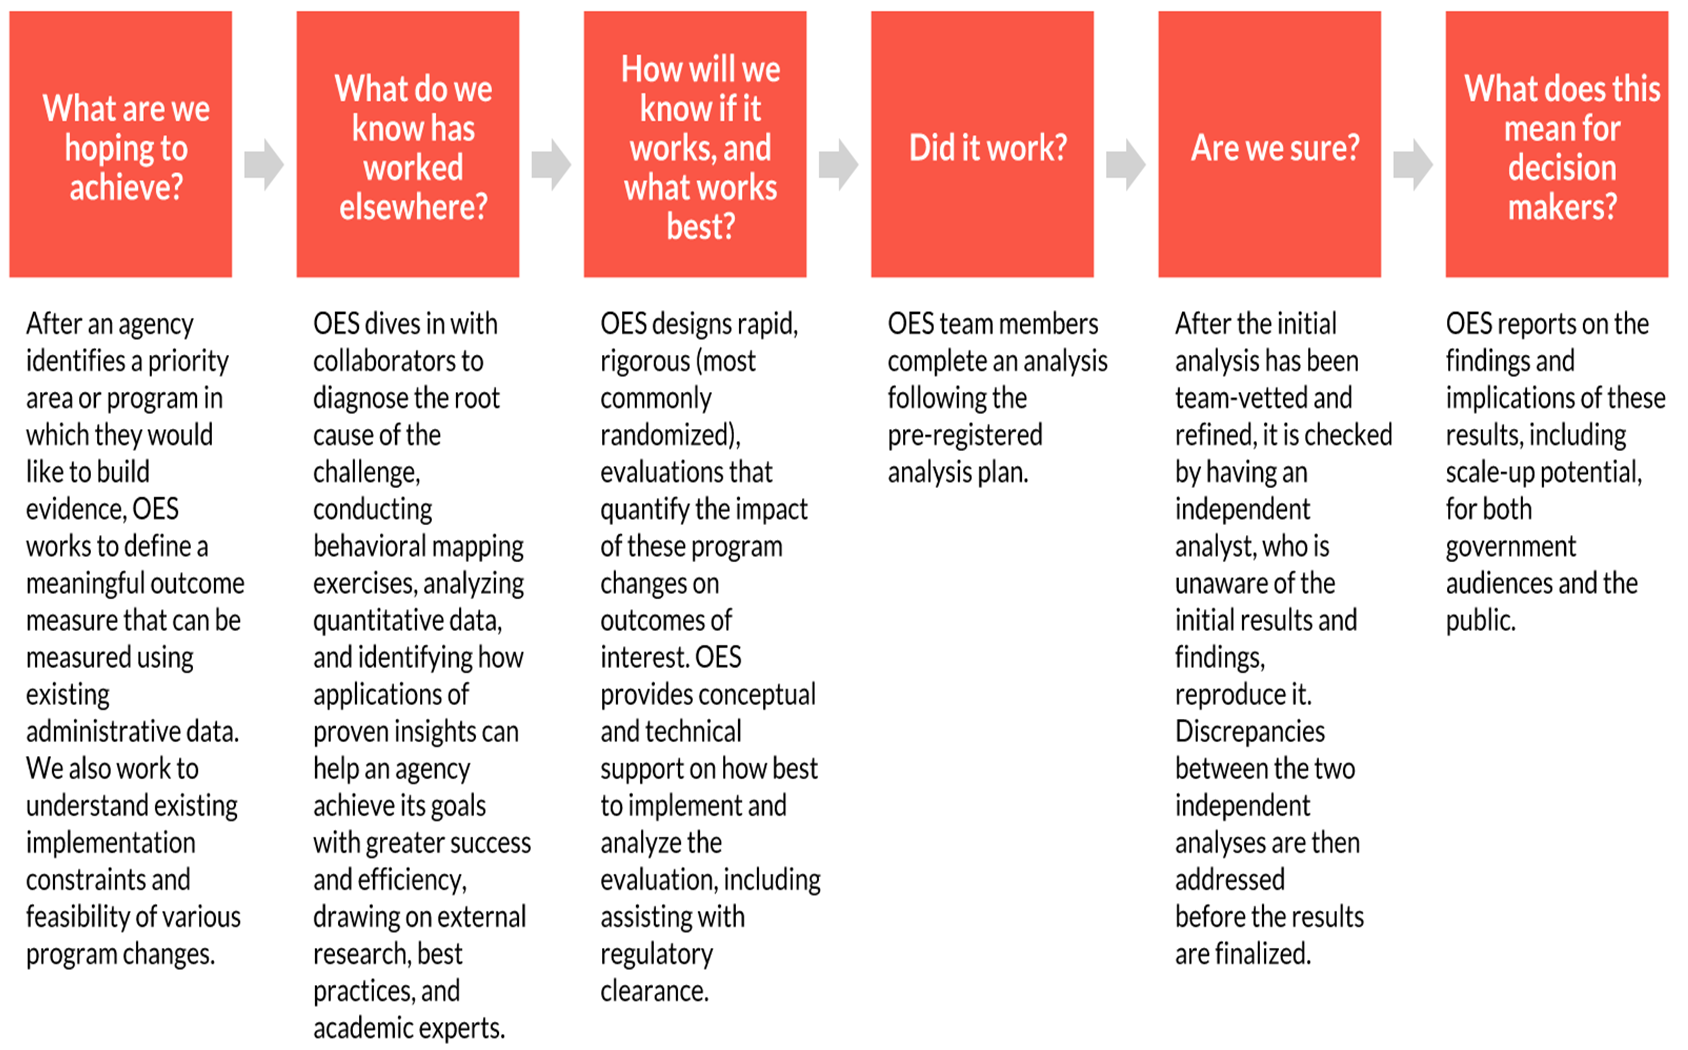 What are we
hoping to
achieve?
After an agency
identifies a priority
area or program in
which they would
like to build
evidence, OES
works to define a
meaningful outcome
measure that can be
measured using
existing
administrative data.
We also work to
understand existing
implementation
constraints and
feasibility of various
program changes.
What do we
know has
worked
elsewhere?
OES dives in with
collaborators to
diagnose the root
cause of the
challenge,
conducting
behavioral mapping
exercises, analyzing
quantitative data,
and identifying how
applications of
proven insights can
help an agency
achieve its goals
with greater success
and efficiency,
drawing on external
research, best
practices, and
academic experts.
How will we
know if it
works, and
what works
best?
OES designs rapid,
rigorous (most
commonly
randomized),
evaluations that
quantify the impact
of these program
changes on
outcomes of
interest. OES
provides conceptual
and technical
support on how best
to implement and
analyze the
evaluation, including
assisting with
regulatory
clearance.
Did it work?
OES team members
complete an analysis
following the
pre-registered
analysis plan.
Are we sure?
After the initial
analysis has been
team-vetted and
refined, it is checked
by having an
independent
analyst, who is
unaware of the
initial results and
findings,
reproduce it.
Discrepancies
between the two
independent
analyses are then
addressed
before the results
are finalized.
What does this
mean for
decision
makers?
OES reports on the
findings and
implications of these
results, including
scale-up potential,
for both
government
audiences and the
public.